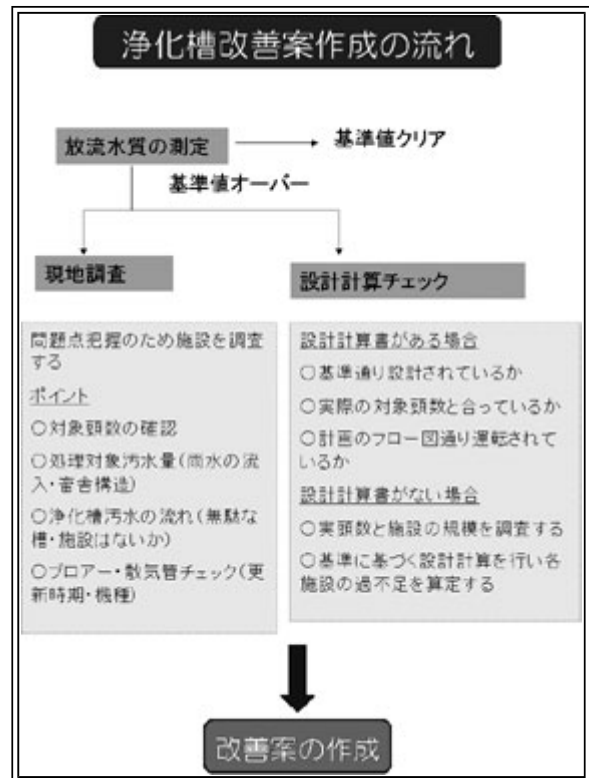 浄化槽改善案作成の流れ
放流水質の測定
基準値クリア
基準値オーバー
現地調査
問題点把握のため施設を調査
する
ポイント
○対象頭数の確認
○処理対象汚水量(雨水の流
入・畜舎構造)
○浄化槽汚水の流れ(無駄な
槽・施設はないか)
○ブロアー・散気管チェック(更
新時期・機種)
設計計算チェック
設計計算書がある場合
○基準通り設計されているか
○実際の対象頭数と合っているか
○計画のフロー図通り運転されて
いるか
設計計算書がない場合
○実頭数と施設の規模を調査する
○基準に基づく設計計算を行い各
施設の過不足を算定する
改善案の作成